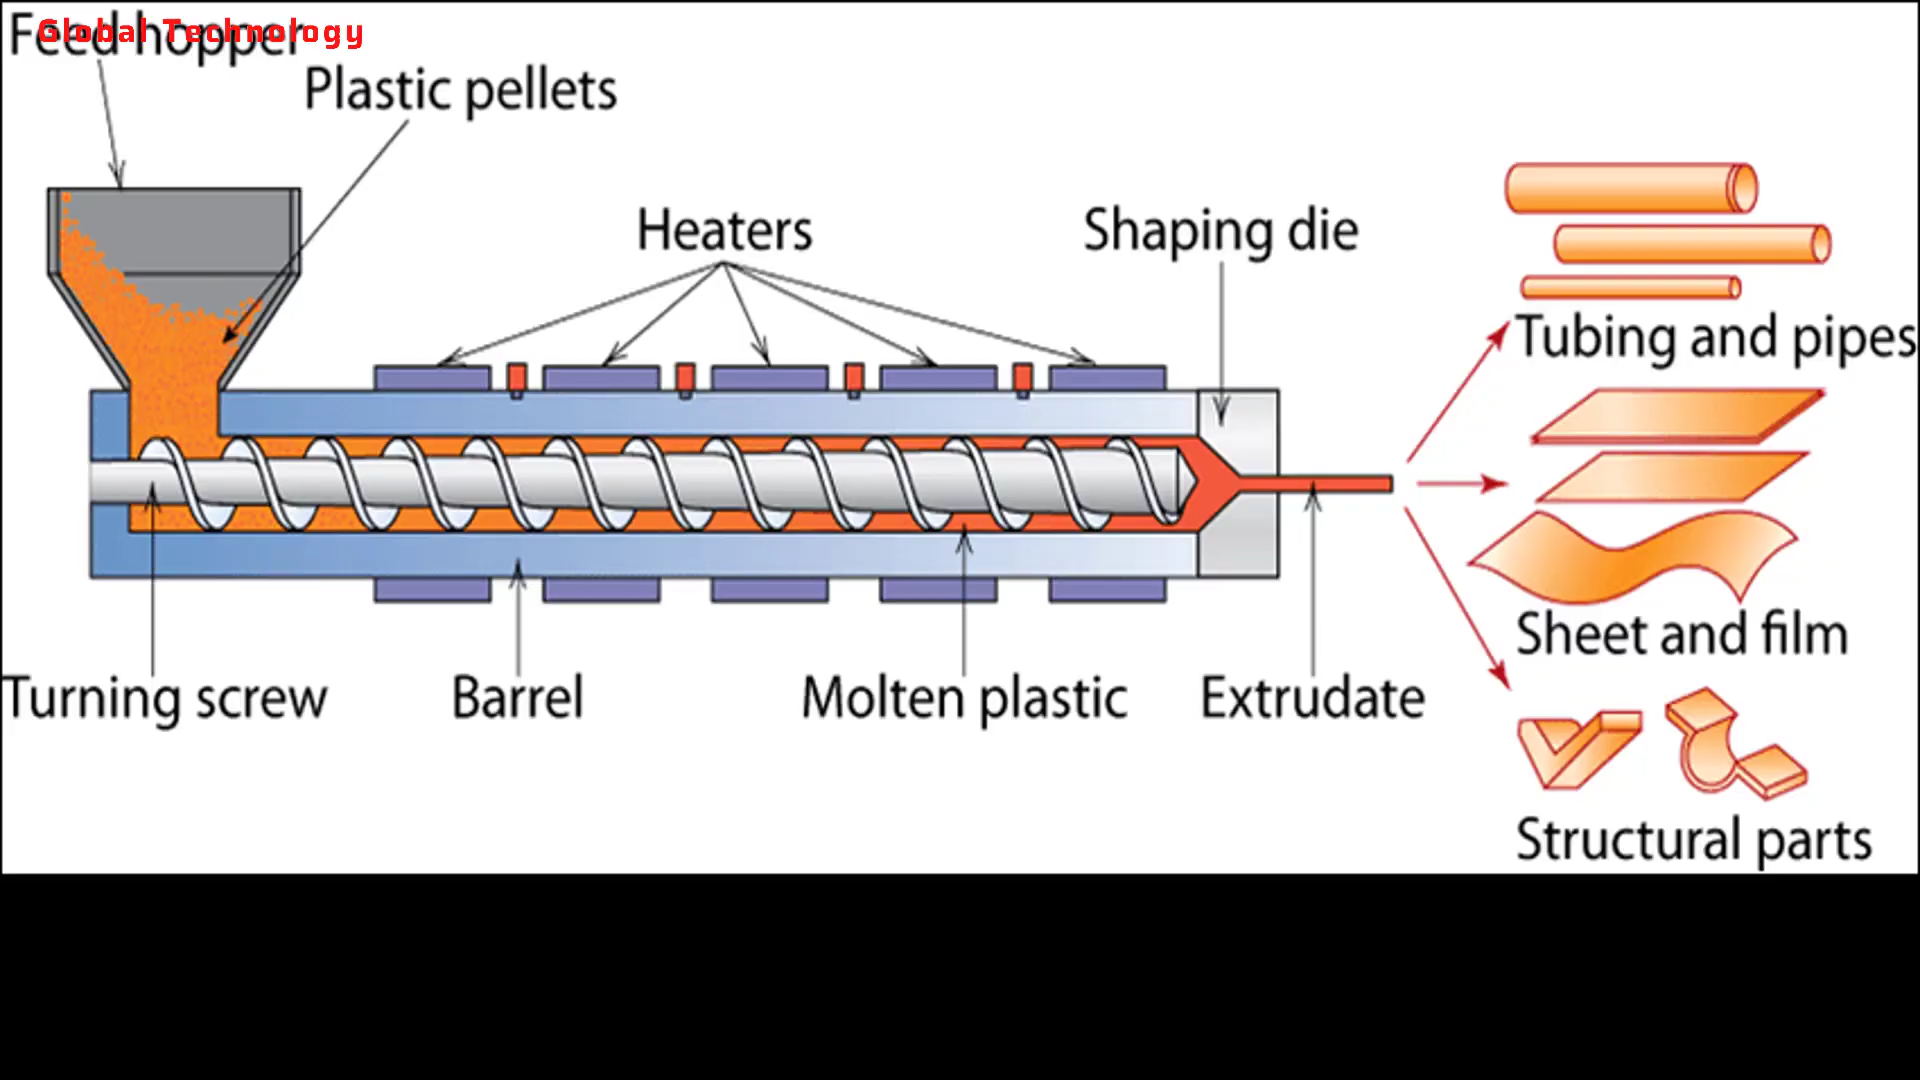 Feed hopper
Global Technology
Plastic pellets
Heaters
Shaping die
Tubing and pipes
Sheet and film
Turning screw
Barrel
Molten plastic
Extrudate
Structural parts